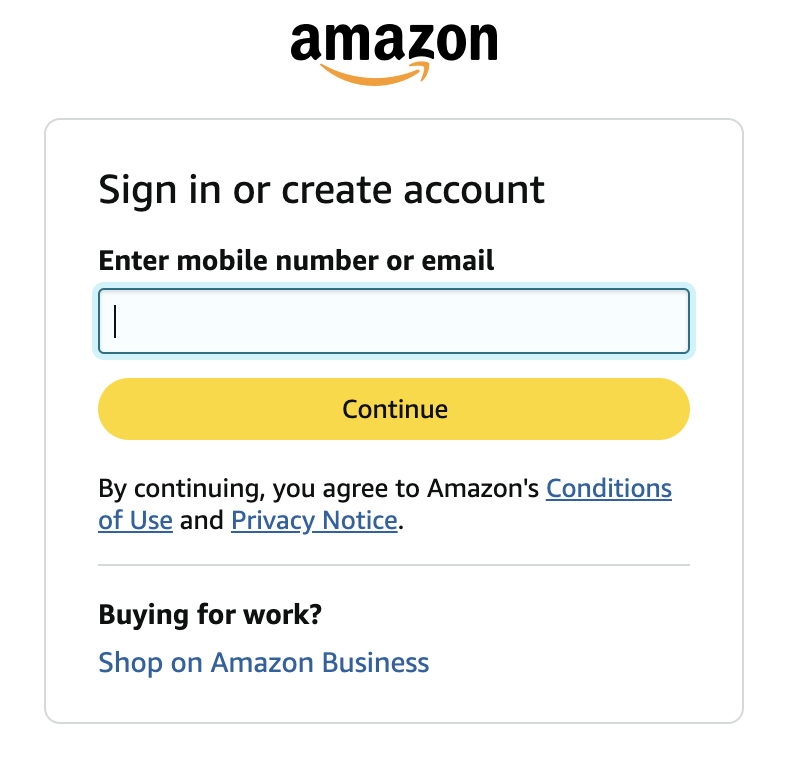 amazon
Sign in or create account
Enter mobile number or email
Continue
By continuing, you agree to Amazon's Conditions
of Use and Privacy Notice.
Buying for work?
Shop on Amazon Business